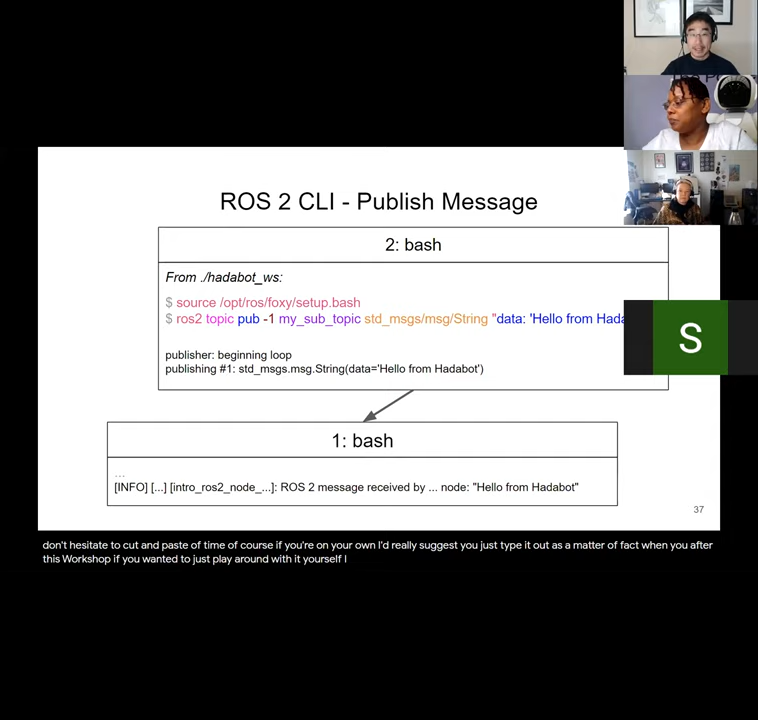 ROS 2 CLI - Publish Message
2: bash
From ./hadabot_ws:
$ source /opt/ros/foxy/setup.bash
$ ros2 topic pub -1 my_sub_topic std_msgs/msg/String "data: 'Hello from Hada
S
publisher: beginning loop
publishing #1: std_msgs.msg.String(data='Hello from Hadabot')
1: bash
...
[INFO] [...] [intro_ros2_node_...]: ROS 2 message received by ... node: "Hello from Hadabot"
37
don't hesitate to cut and paste of time of course if you're on your own I'd really suggest you just type it out as a matter of fact when you after
this Workshop if you wanted to just play around with it yourself I